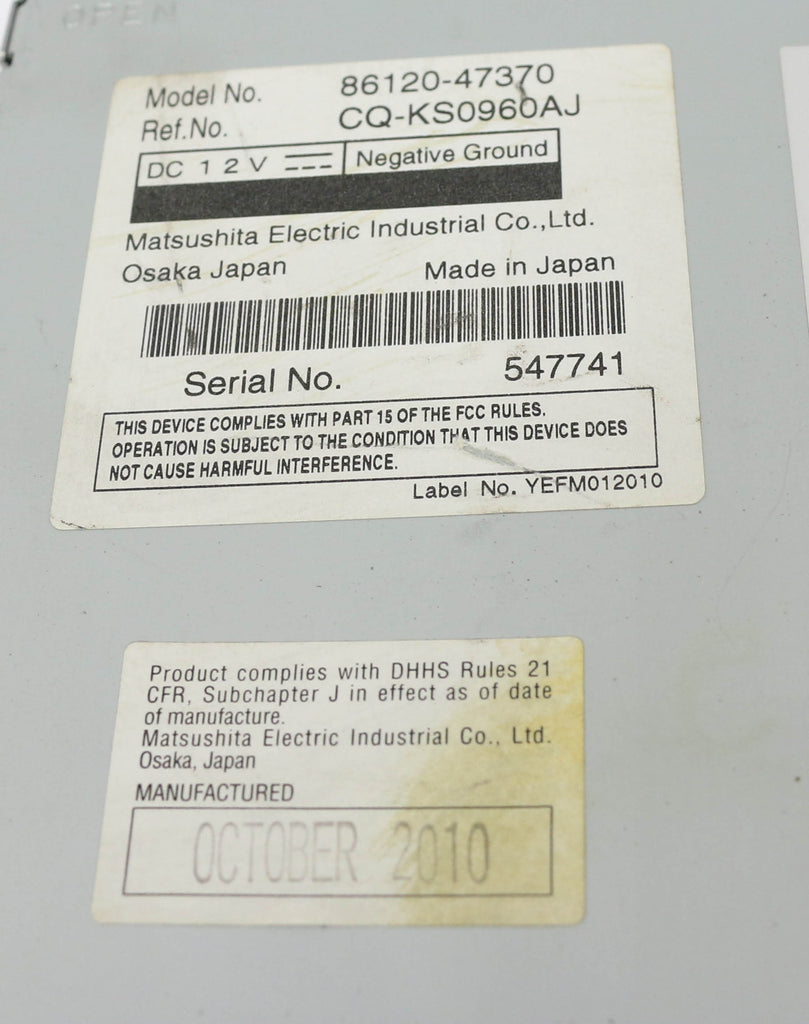 OPEN
Model No. 86120-47370
Ref.No. CQ-KS0960AJ
DC 12V Negative Ground
Matsushita Electric Industrial Co.,Ltd.
Osaka Japan Made in Japan
Serial No. 547741
THIS DEVICE COMPLIES WITH PART 15 OF THE FCC RULES.
OPERATION IS SUBJECT TO THE CONDITION THAT THIS DEVICE DOES
NOT CAUSE HARMFUL INTERFERENCE.
Label No. YEFM012010
Product complies with DHHS Rules 21
CFR, Subchapter J in effect as of date
of manufacture.
Matsushita Electric Industrial Co., Ltd.
Osaka, Japan
MANUFACTURED
OCTOBER 2010